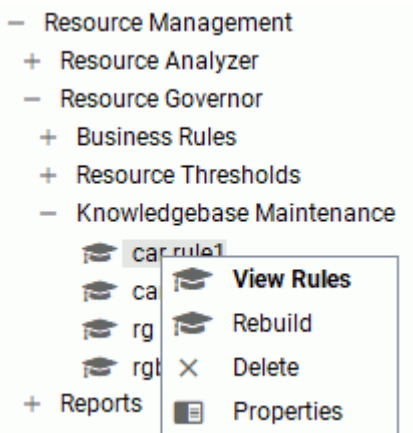 Resource Management
Resource Analyzer
Resource Governor
Business Rules
Resource Thresholds
Knowledgebase Maintenance
car rule1
View Rules
Rebuild
rg
Delete
Reports
Properties